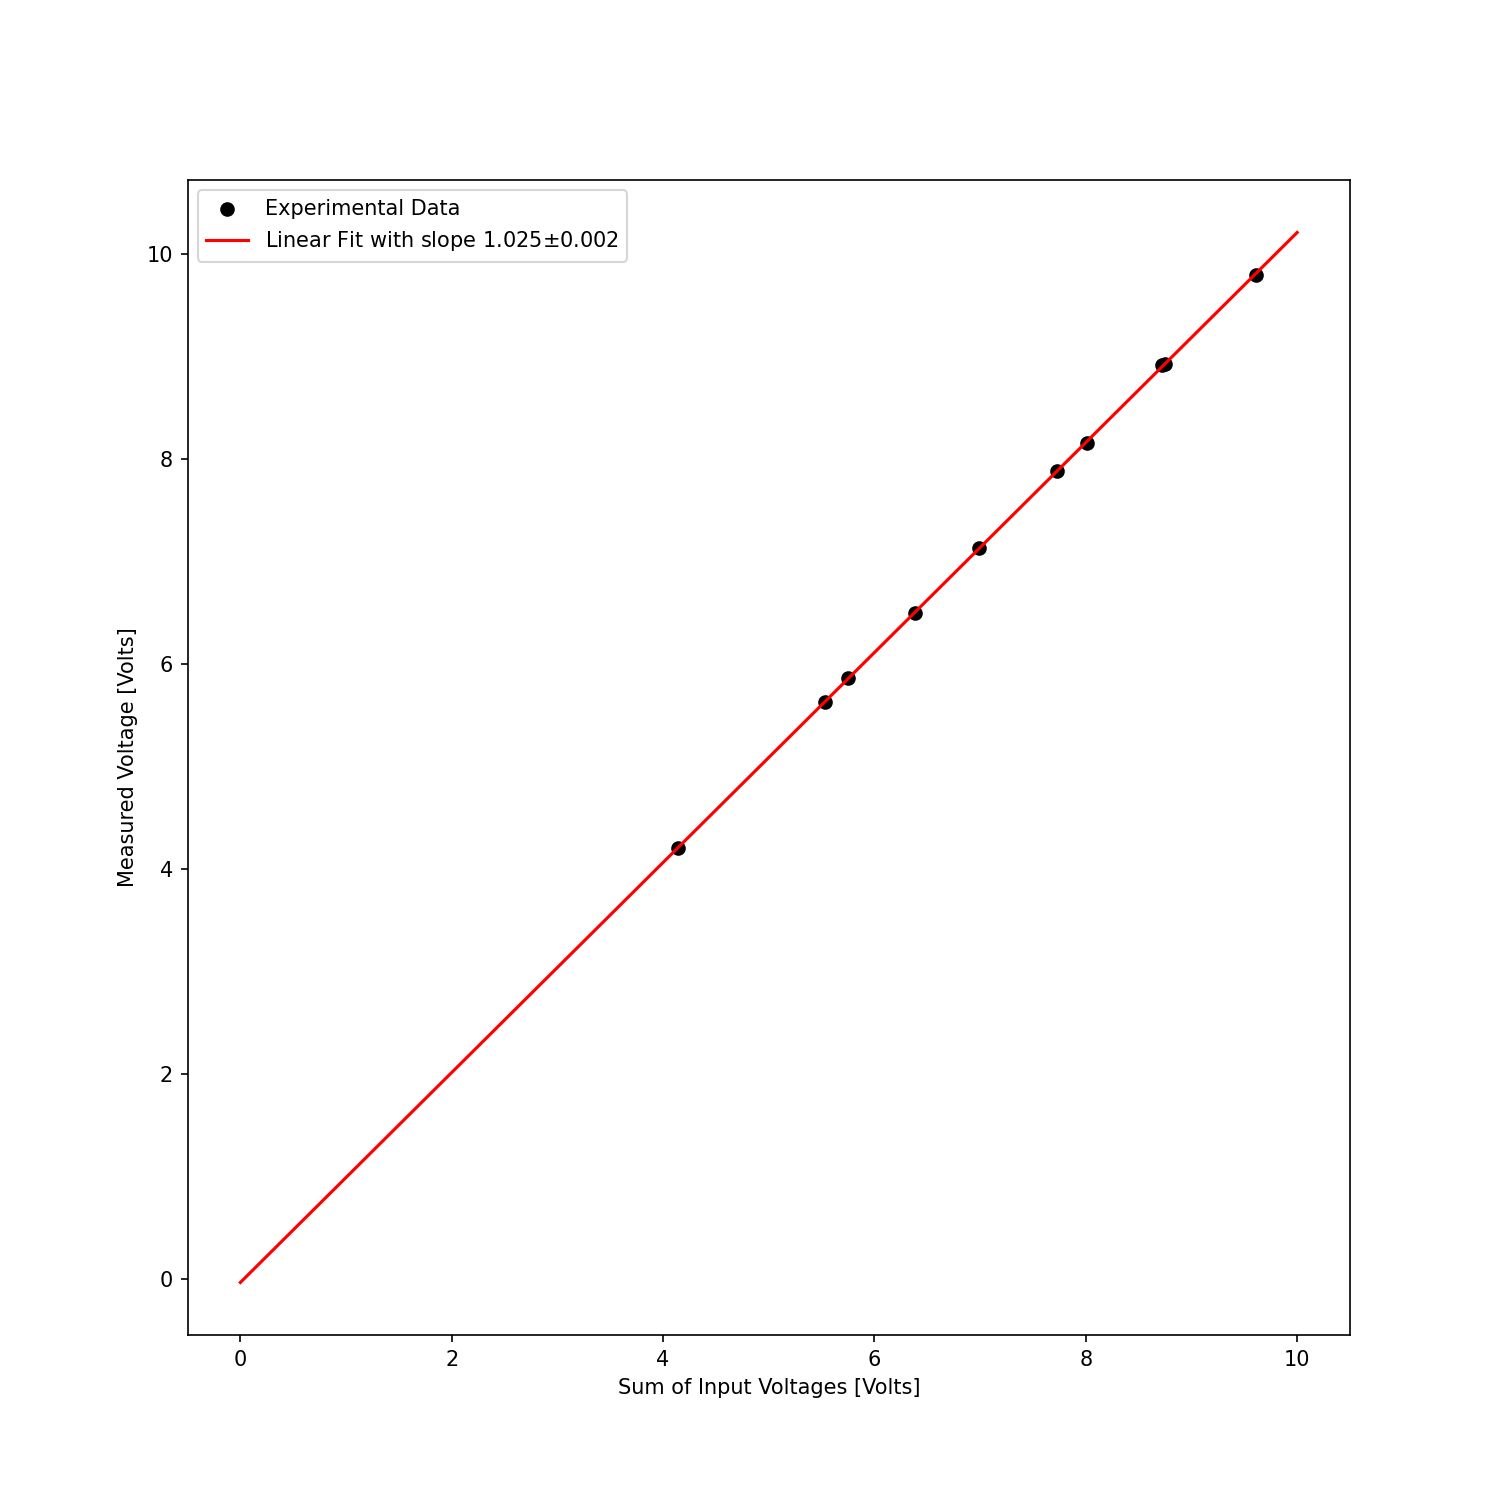 Experimental Data
Linear Fit with slope 1.025±0.002
10
8
6
4
2
0
Measured Voltage [Volts]
0 2 4 6 8 10
Sum of Input Voltages [Volts]